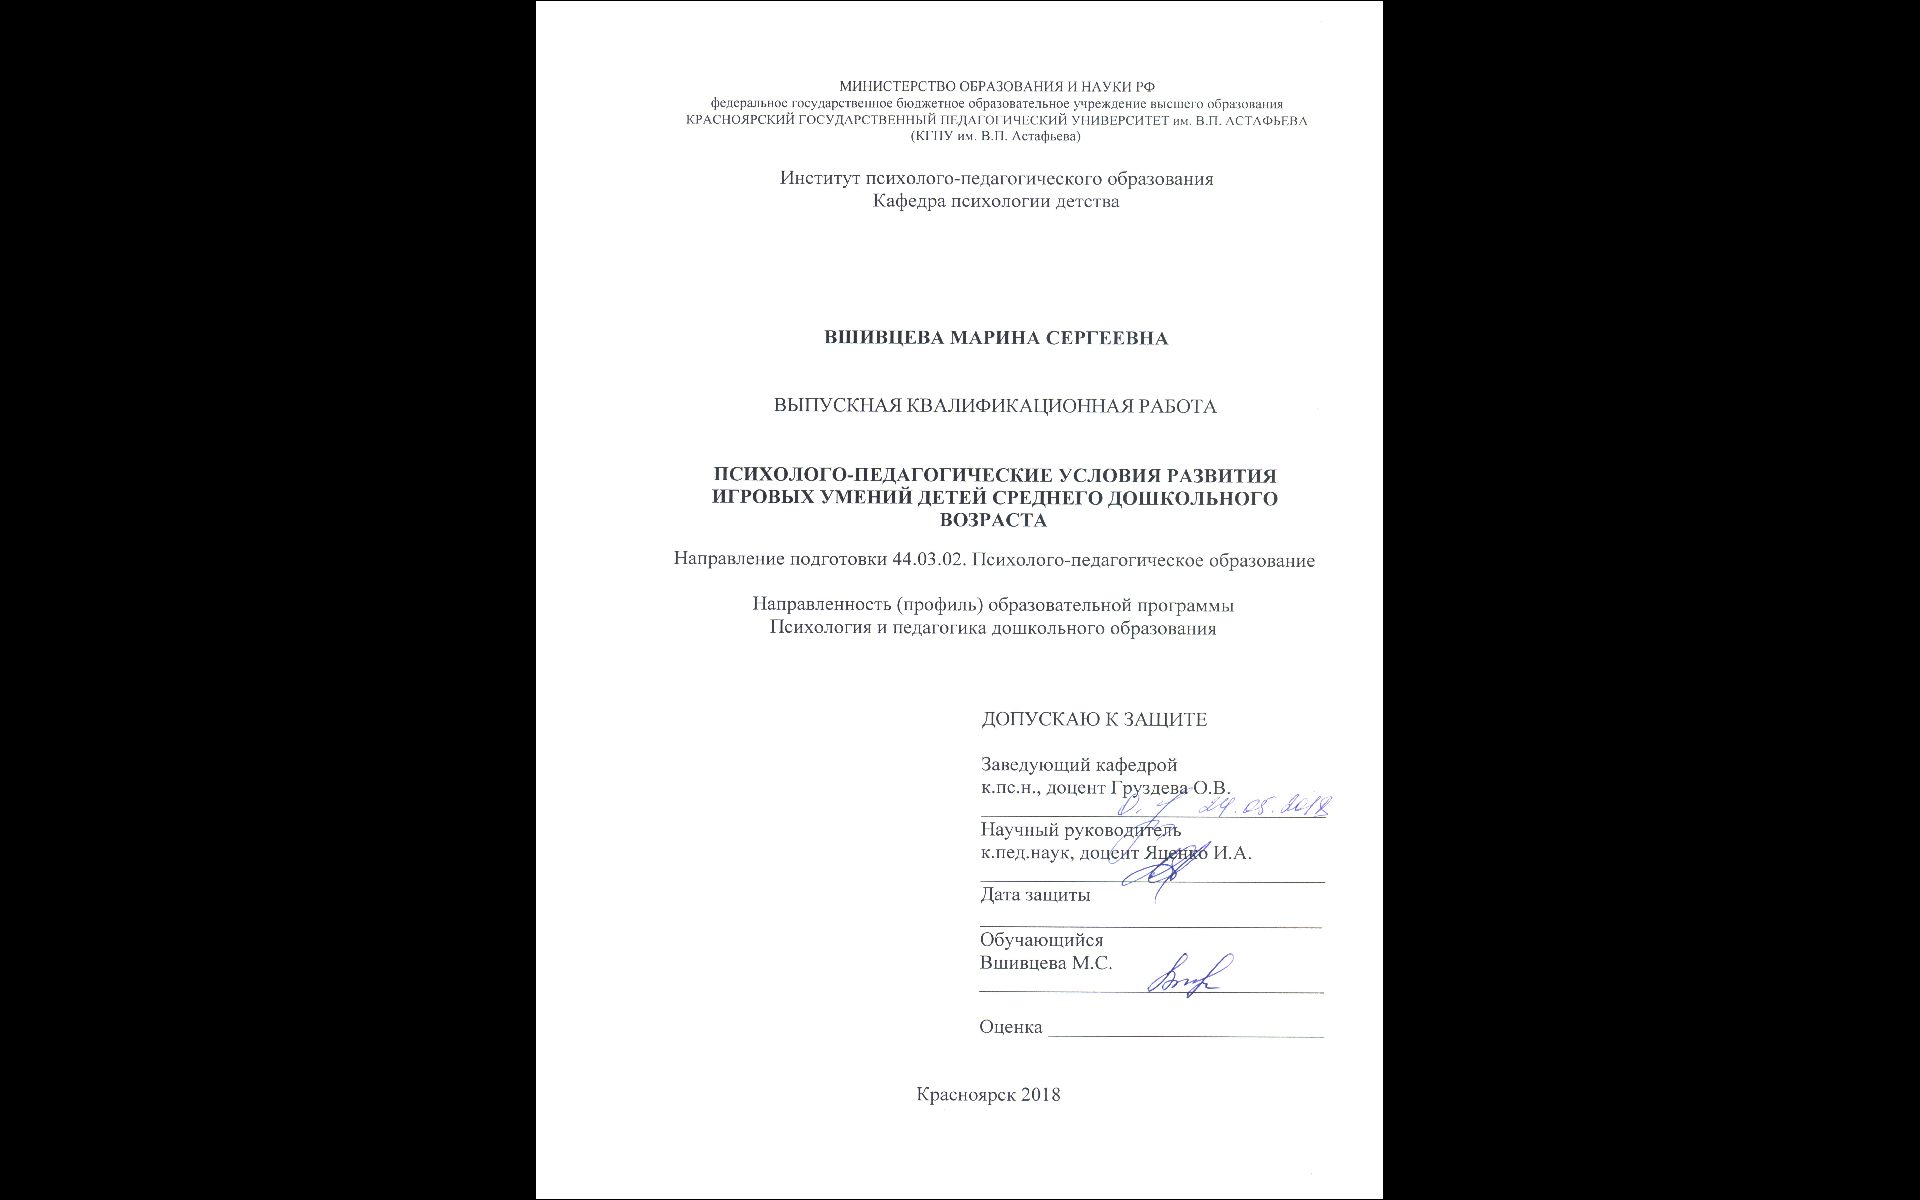 МИНИСТЕРСТВО ОБРАЗОВАНИЯ И НАУКИ РФ
федеральное государственное бюджетное образовательное учреждение высшего образования
КРАСНОЯРСКИЙ ГОСУДАРСТВЕННЫЙ ПЕДАГОГИЧЕСКИЙ УНИВЕРСИТЕТ им. В.П. АСТАФЬЕВА
(КГПУ им. В.П. Астафьева)
Институт психолого-педагогического образования
Кафедра психологии детства
ВШИВЦЕВА МАРИНА СЕРГЕЕВНА
ВЫПУСКНАЯ КВАЛИФИКАЦИОННАЯ РАБОТА
ПСИХОЛОГО-ПЕДАГОГИЧЕСКИЕ УСЛОВИЯ РАЗВИТИЯ
ИГРОВЫХ УМЕНИЙ ДЕТЕЙ СРЕДНЕГО ДОШКОЛЬНОГО
ВОЗРАСТА
Направление подготовки 44.03.02. Психолого-педагогическое образование
Направленность (профиль) образовательной программы
Психология и педагогика дошкольного образования
ДОПУСКАЮ К ЗАЩИТЕ
Заведующий кафедрой
к.пс.н., доцент Груздева О.В.
24.05.2018
Научный руководитель
к.пед.наук, доцент Яценко И.А.
Дата защиты
Обучающийся
Вшивцева М.С.
Оценка
Красноярск 2018